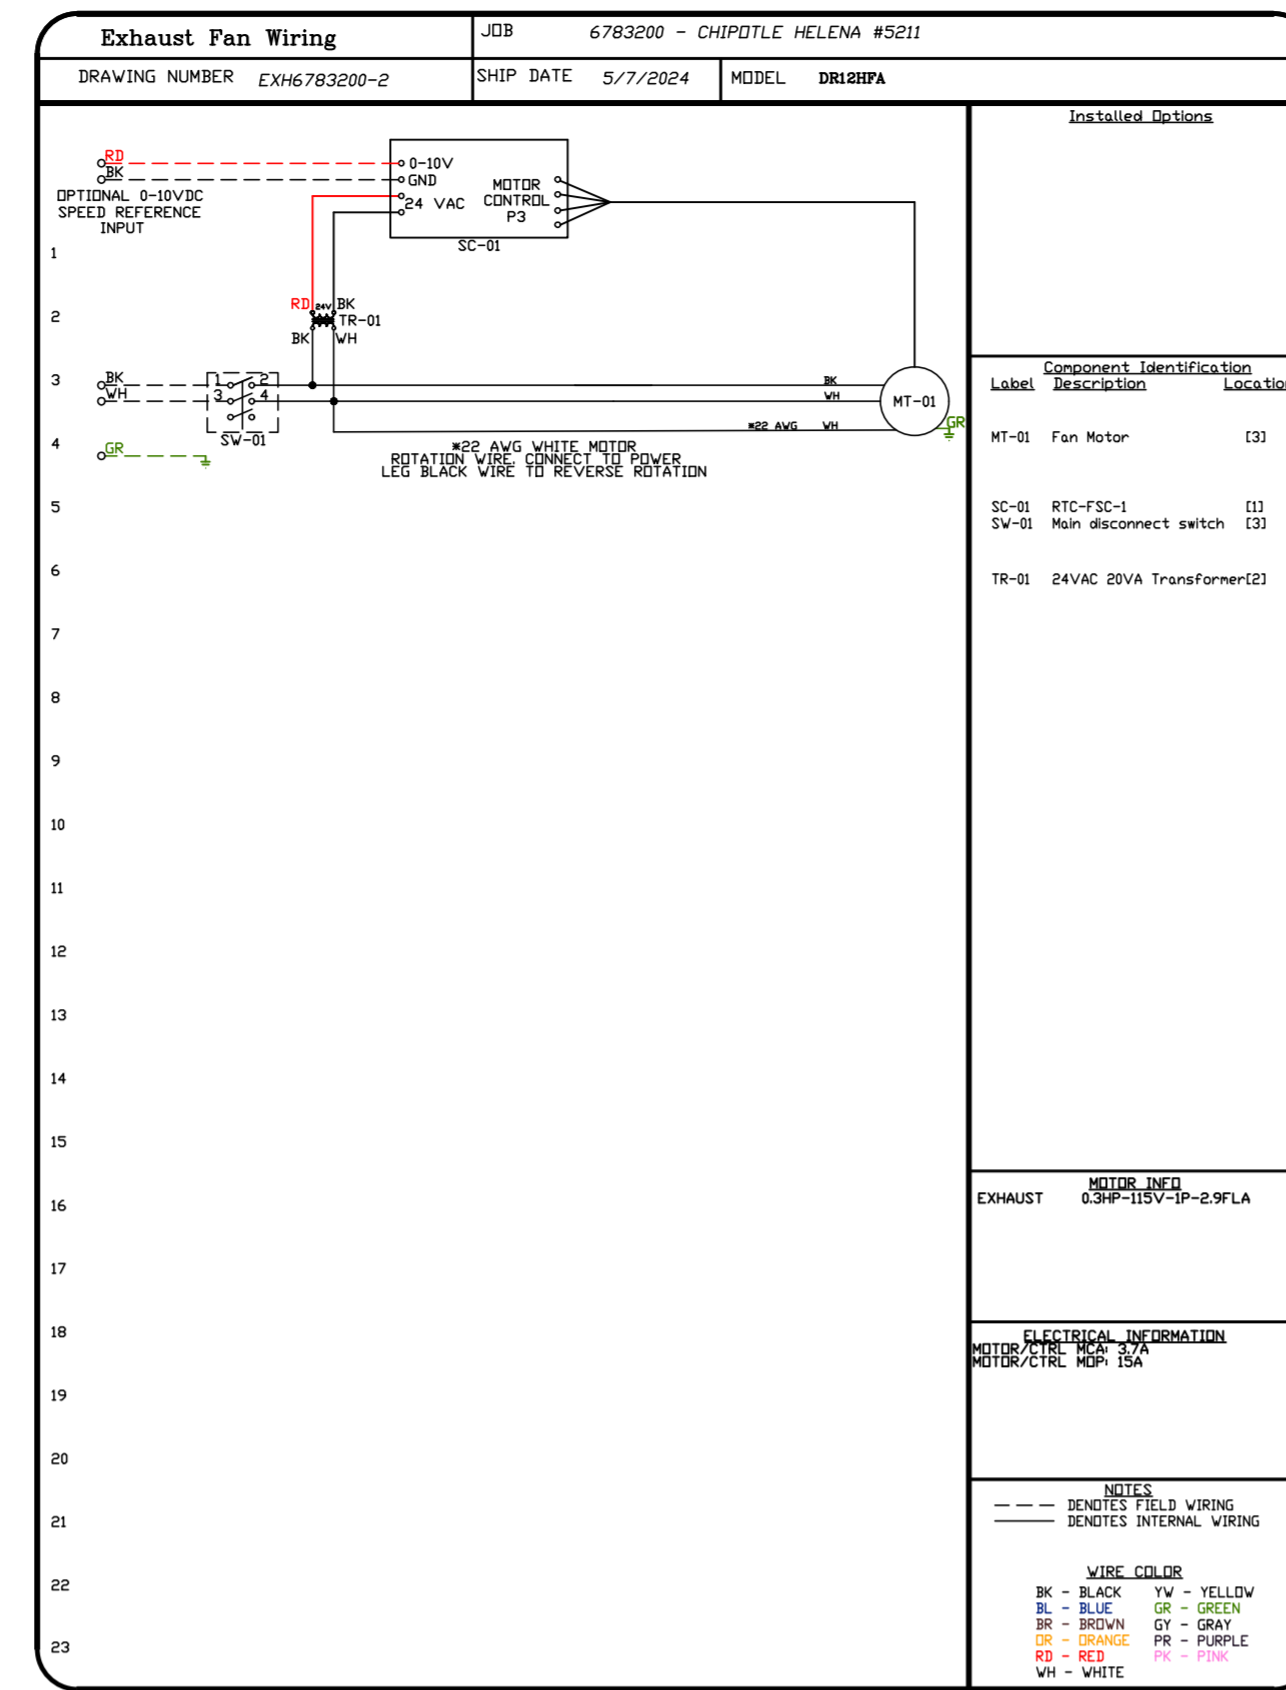 Exhaust Fan Wiring
JOB 6783200 - CHIPOTLE HELENA #5211
DRAWING NUMBER EXH6783200-2
SHIP DATE 5/7/2024
MODEL DR12HFA
RD
BK
OPTIONAL 0-10VDC
SPEED REFERENCE
INPUT
0-10V
GND
24 VAC
MOTOR
CONTROL
P3
SC-01
RD 24V BK
TR-01
BK WH
BK
WH
1 2
3 4
SW-01
GR
BK
WH
*22 AWG WH
MT-01
GR
*22 AWG WHITE MOTOR
ROTATION WIRE. CONNECT TO POWER
LEG BLACK WIRE TO REVERSE ROTATION
1
2
3
4
5
6
7
8
9
10
11
12
13
14
15
16
17
18
19
20
21
22
23
Installed Options
Component Identification
Label Description Location
MT-01 Fan Motor [3]
SC-01 RTC-FSC-1 [1]
SW-01 Main disconnect switch [3]
TR-01 24VAC 20VA Transformer[2]
MOTOR INFO
EXHAUST 0.3HP-115V-1P-2.9FLA
ELECTRICAL INFORMATION
MOTOR/CTRL MCA: 3.7A
MOTOR/CTRL MOP: 15A
NOTES
DENOTES FIELD WIRING
DENOTES INTERNAL WIRING
WIRE COLOR
BK - BLACK YW - YELLOW
BL - BLUE GR - GREEN
BR - BROWN GY - GRAY
OR - ORANGE PR - PURPLE
RD - RED PK - PINK
WH - WHITE